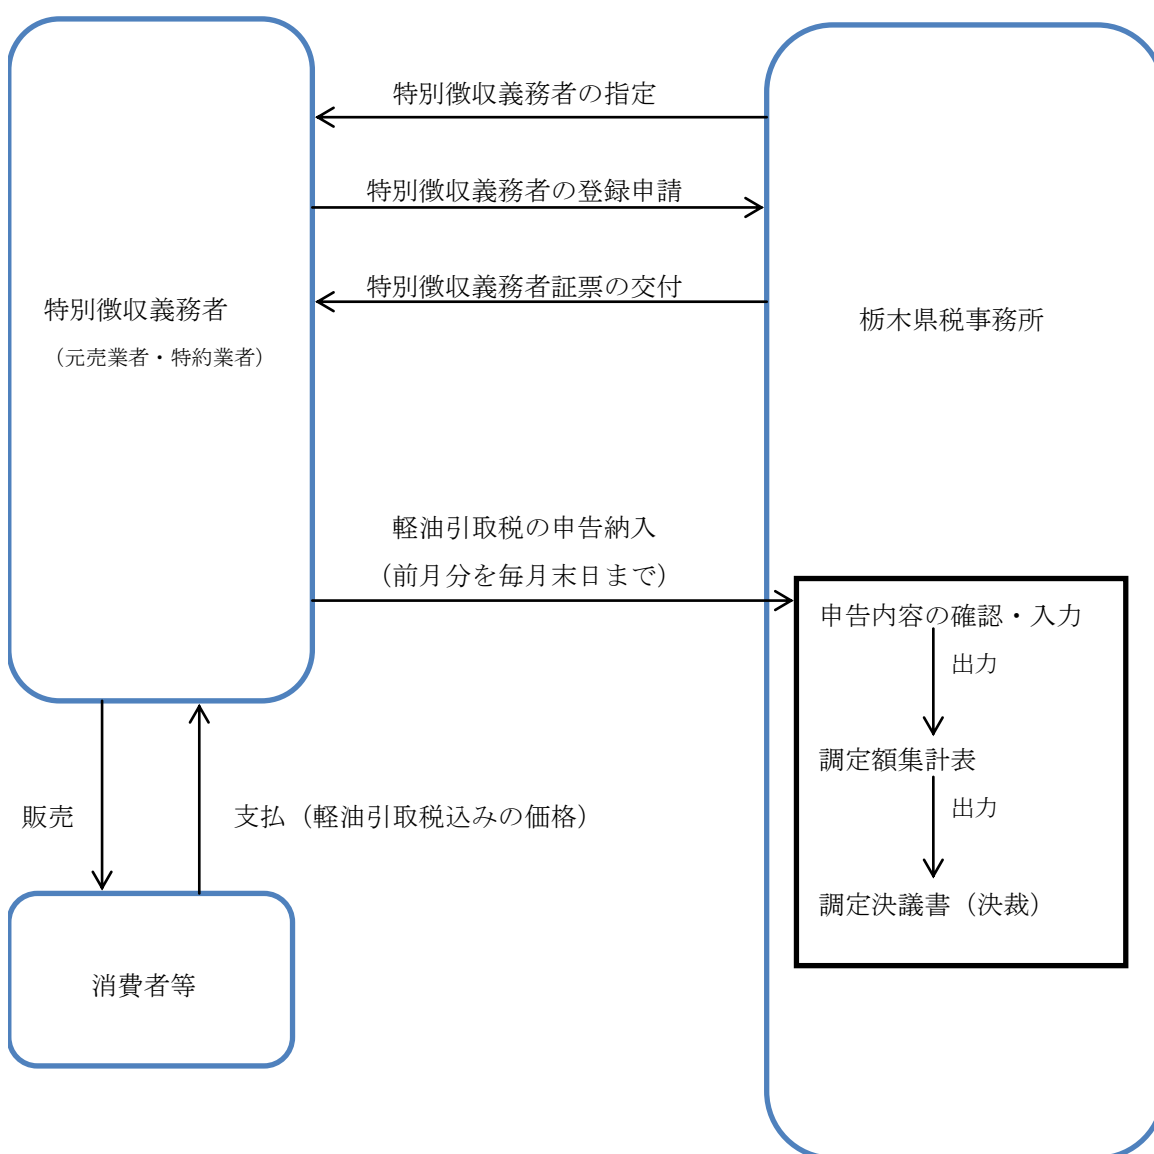 特別徴収義務者の指定
特別徴収義務者の登録申請
特別徴収義務者証票の交付
特別徴収義務者
（元売業者・特約業者）
栃木県税事務所
軽油引取税の申告納入
（前月分を毎月末日まで）
申告内容の確認・入力
出力
調定額集計表
出力
調定決議書（決裁）
販売
支払（軽油引取税込みの価格）
消費者等